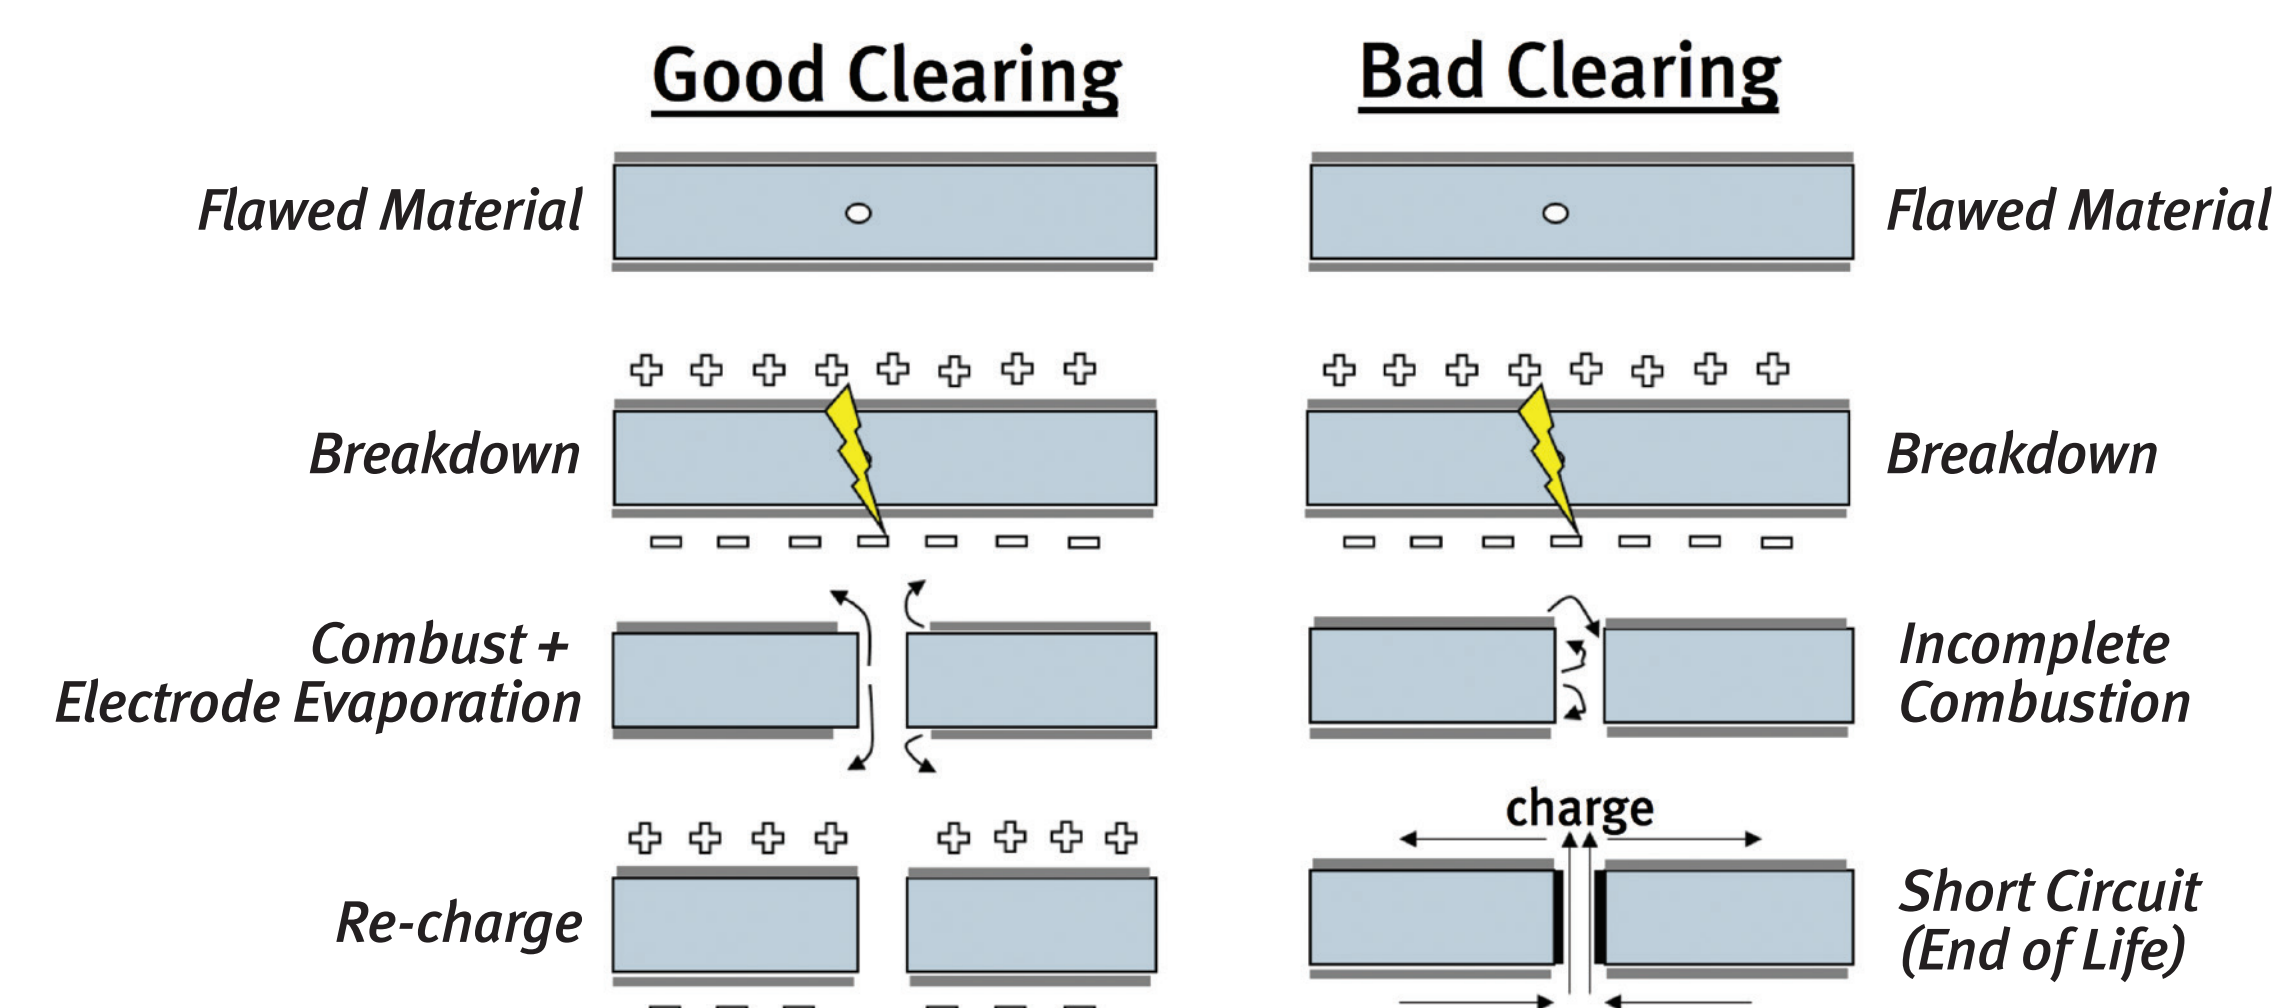 Good Clearing
Bad Clearing
Flawed Material
Flawed Material
Breakdown
Breakdown
Combust +
Electrode Evaporation
Incomplete
Combustion
charge
Re-charge
Short Circuit
(End of Life)